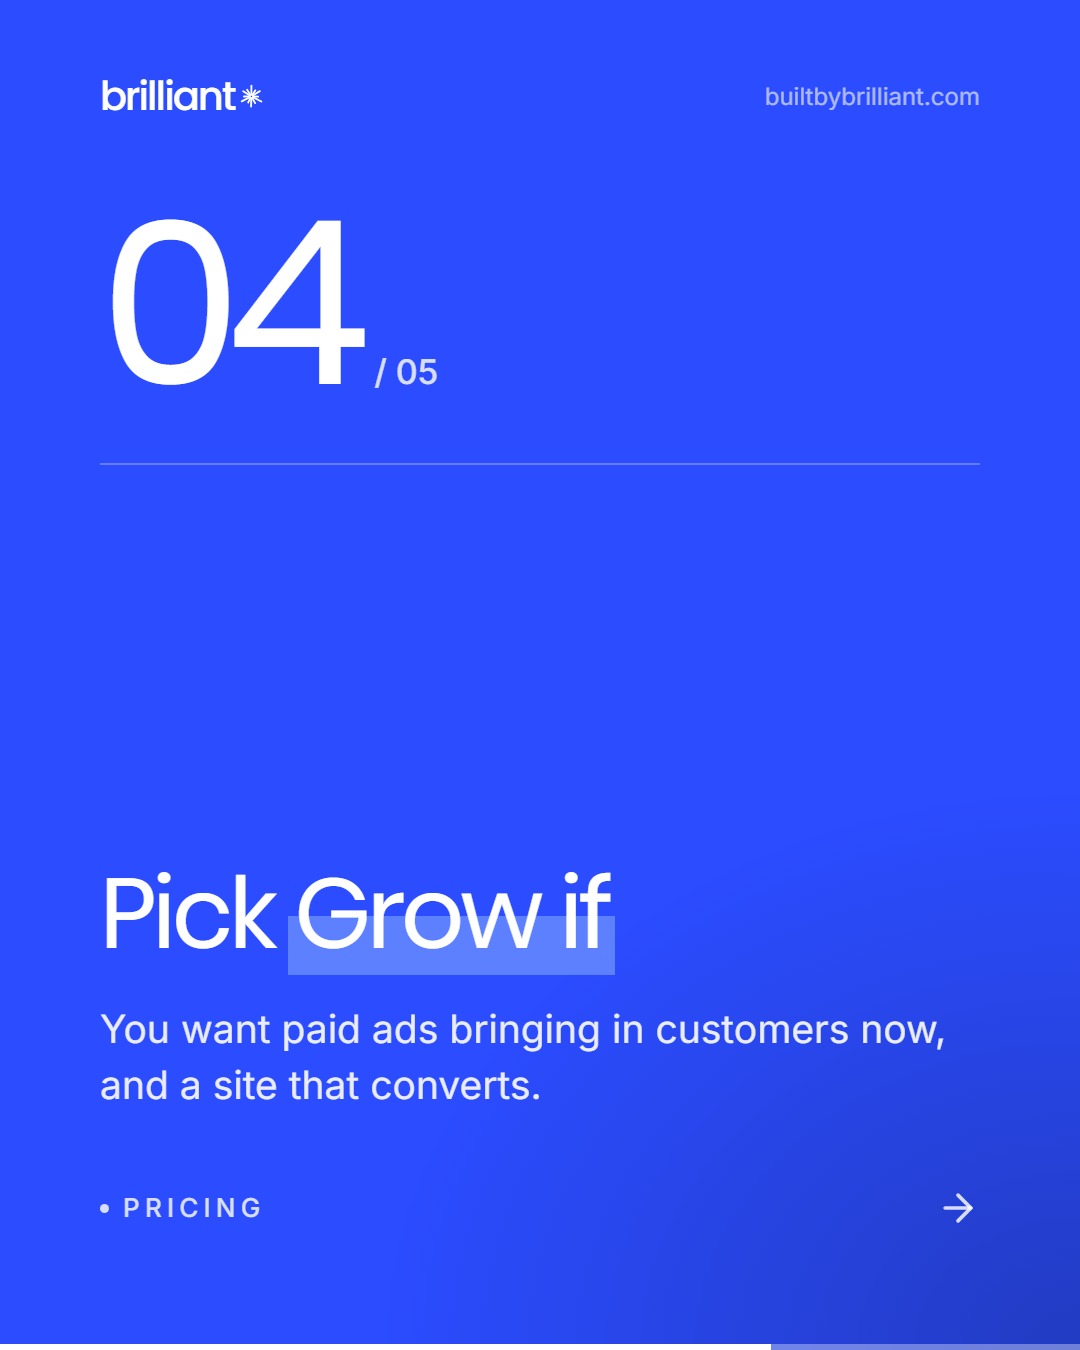 brilliant
builtbybrilliant.com
04 / 05
Pick Grow if
You want paid ads bringing in customers now,
and a site that converts.
• PRICING